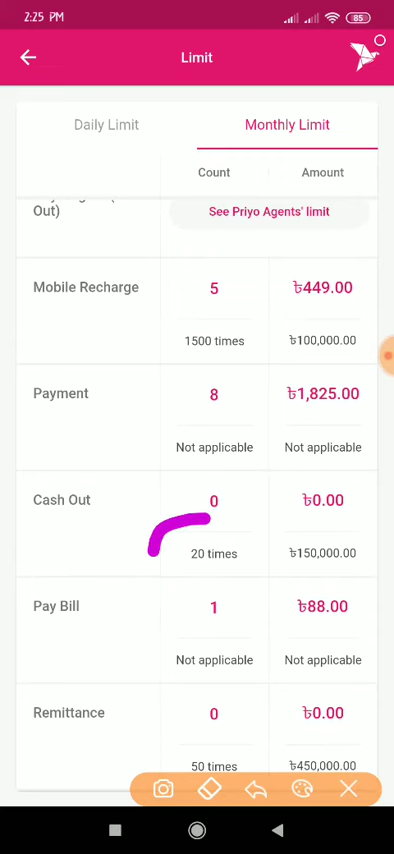 2:25 PM
85
Limit
Daily Limit
Monthly Limit
Count
Amount
Out)
See Priyo Agents' limit
Mobile Recharge
5
৳449.00
1500 times
৳100,000.00
Payment
8
৳1,825.00
Not applicable
Not applicable
Cash Out
0
৳0.00
20 times
৳150,000.00
Pay Bill
1
৳88.00
Not applicable
Not applicable
Remittance
0
৳0.00
50 times
৳450,000.00